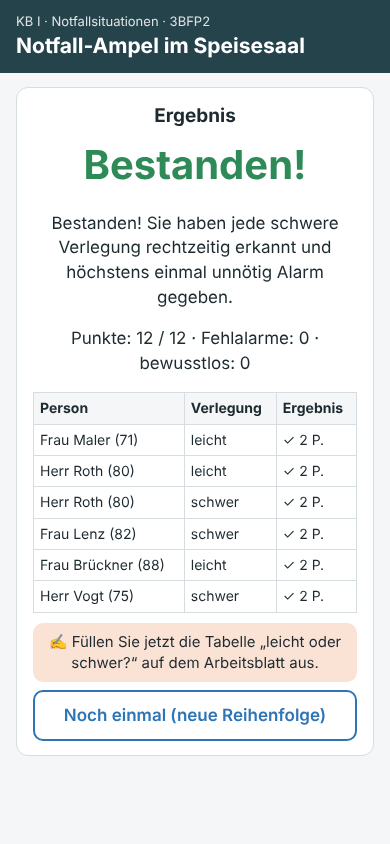 KB I · Notfallsituationen · 3BFP2
Notfall-Ampel im Speisesaal
Ergebnis
Bestanden!
Bestanden! Sie haben jede schwere
Verlegung rechtzeitig erkannt und
höchstens einmal unnötig Alarm
gegeben.
Punkte: 12 / 12 · Fehlalarme: 0 ·
bewusstlos: 0
Person Verlegung Ergebnis
Frau Maler (71) leicht ✓ 2 P.
Herr Roth (80) leicht ✓ 2 P.
Herr Roth (80) schwer ✓ 2 P.
Frau Lenz (82) schwer ✓ 2 P.
Frau Brückner (88) leicht ✓ 2 P.
Herr Vogt (75) schwer ✓ 2 P.
✍️ Füllen Sie jetzt die Tabelle „leicht oder
schwer?“ auf dem Arbeitsblatt aus.
Noch einmal (neue Reihenfolge)